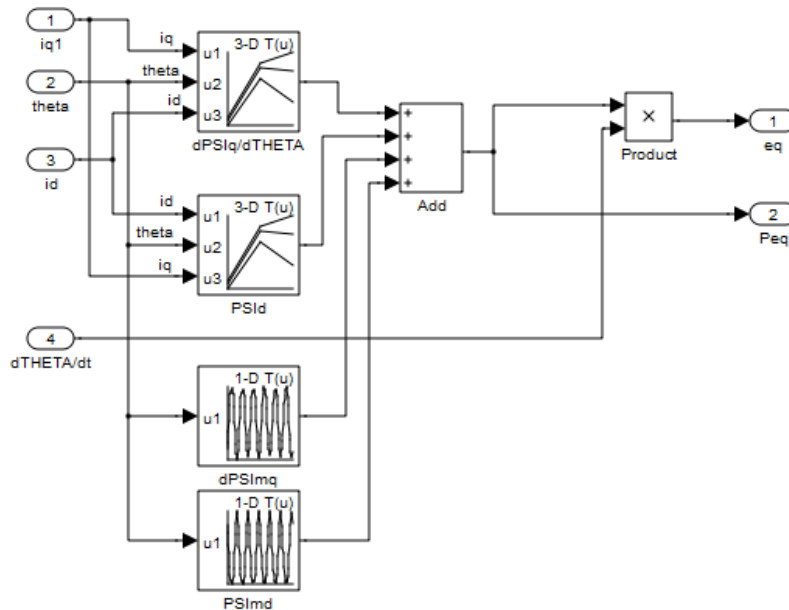 1
iq1
2
theta
3
id
4
dTHETA/dt
iq
theta
id
3-D T(u)
u1
u2
u3
dPSIq/dTHETA
id
theta
iq
3-D T(u)
u1
u2
u3
PSId
1-D T(u)
u1
dPSImq
1-D T(u)
u1
PSImd
+
+
+
+
Add
×
Product
1
eq
2
Peq